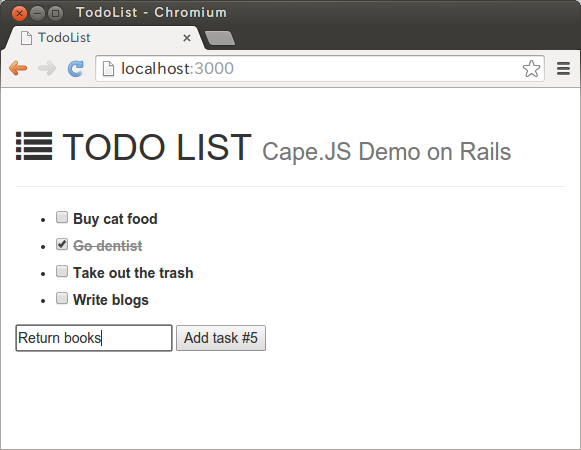 TodoList - Chromium
TodoList
localhost:3000
TODO LIST Cape.JS Demo on Rails
Buy cat food
Go dentist
Take out the trash
Write blogs
Return books Add task #5